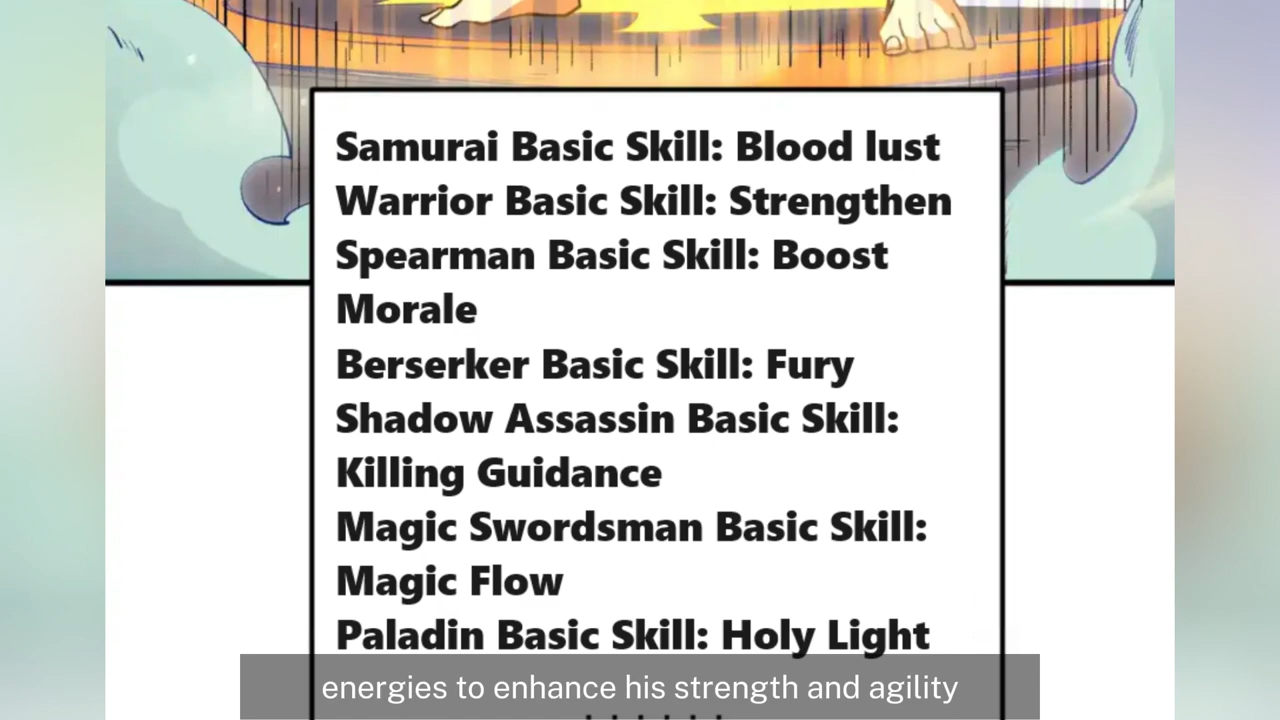 Samurai Basic Skill: Blood lust
Warrior Basic Skill: Strengthen
Spearman Basic Skill: Boost
Morale
Berserker Basic Skill: Fury
Shadow Assassin Basic Skill:
Killing Guidance
Magic Swordsman Basic Skill:
Magic Flow
Paladin Basic Skill: Holy Light
energies to enhance his strength and agility